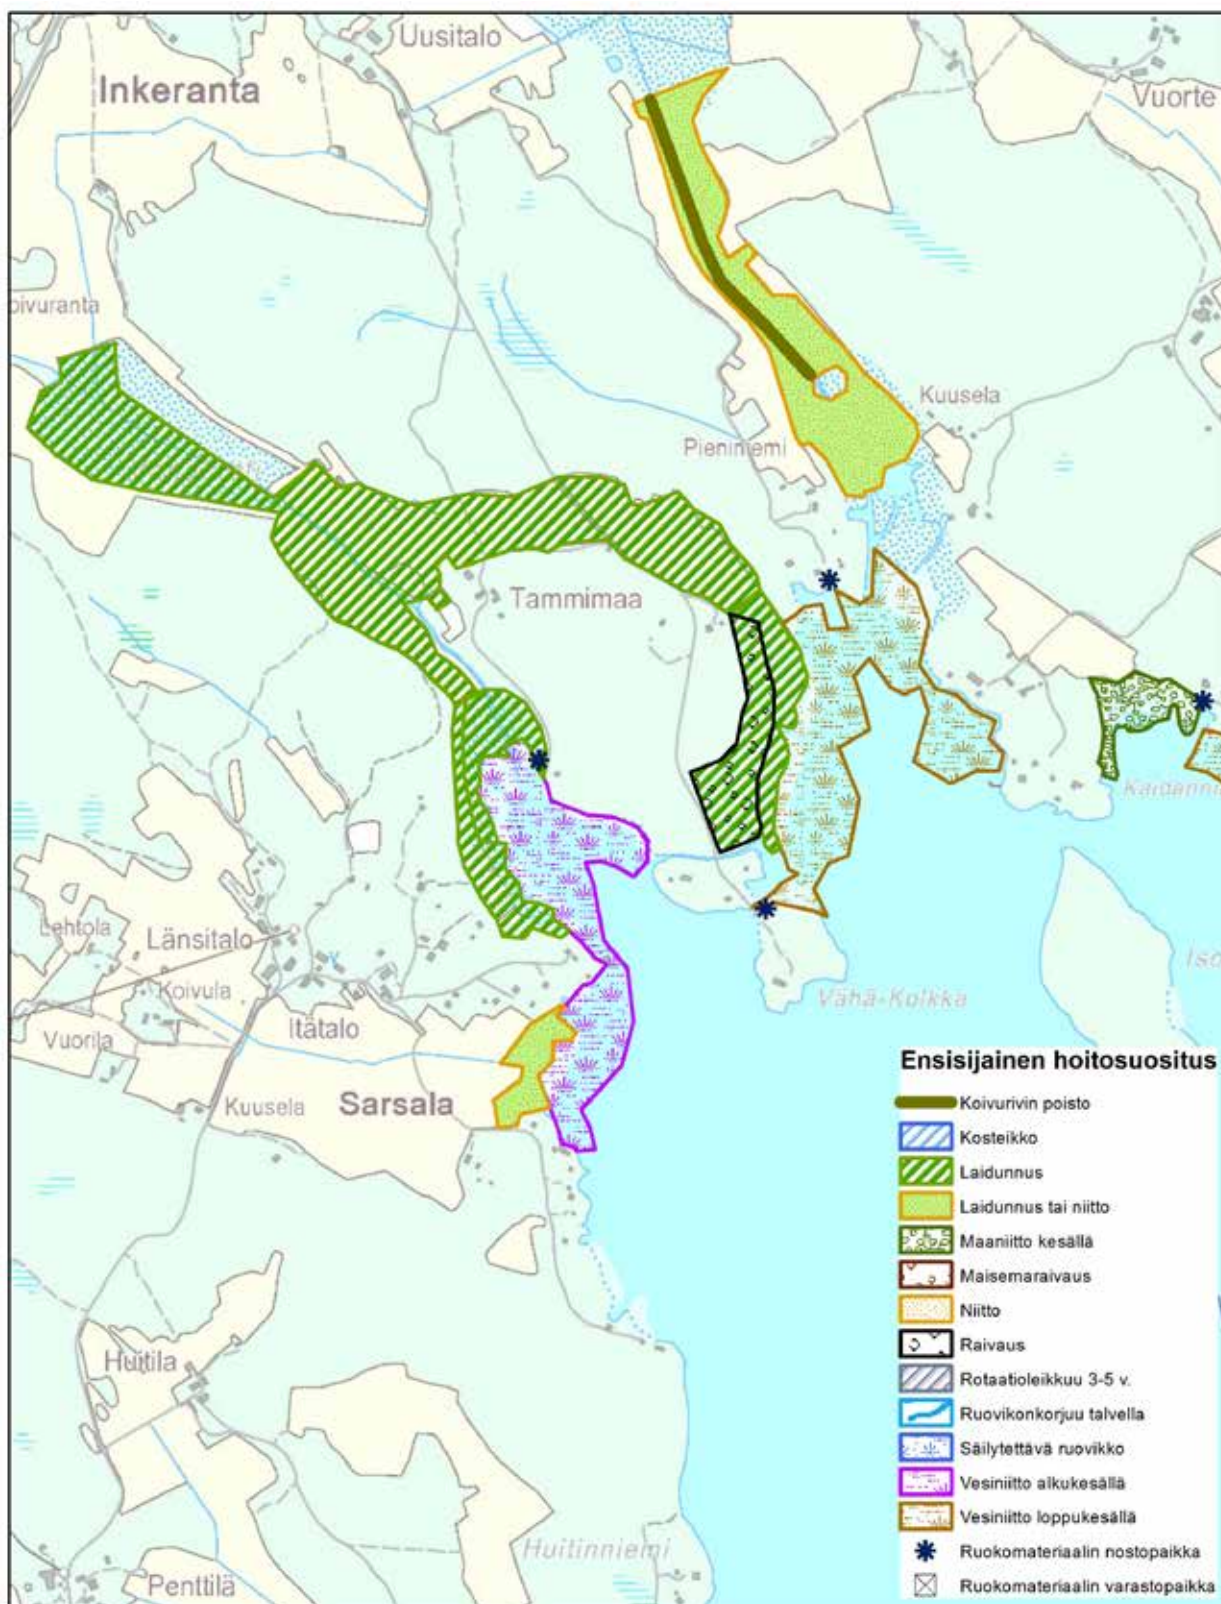 Uusitalo
Inkeranta
Vuorte
oivuranta
Kuusela
Pieniniemi
Tammimaa
Kaidanni
Lehtola
Länsitalo
Koivula
Iso
Vähä-Kolkka
Vuorila
Itätalo
Kuusela
Sarsala
Huitila
Huitinniemi
Penttilä
Ensisijainen hoitosuositus
Koivurivin poisto
Kosteikko
Laidunnus
Laidunnus tai niitto
Maaniitto kesällä
Maisemaraivaus
Niitto
Raivaus
Rotaatioleikkuu 3-5 v.
Ruovikonkorjuu talvella
Säilytettävä ruovikko
Vesiniitto alkukesällä
Vesiniitto loppukesällä
Ruokomateriaalin nostopaikka
Ruokomateriaalin varastopaikka